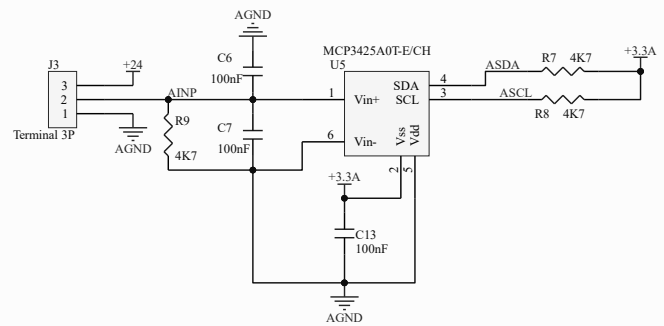 AGND
C6
100nF
MCP3425A0T-E/CH
U5
J3
+24
3
2
1
Terminal 3P
AGND
AINP
R9
4K7
C7
100nF
1
Vin+
6
Vin-
SDA
SCL
4
3
Vss
Vdd
2
5
ASDA
ASCL
R7 4K7
R8 4K7
+3.3A
+3.3A
C13
100nF
AGND